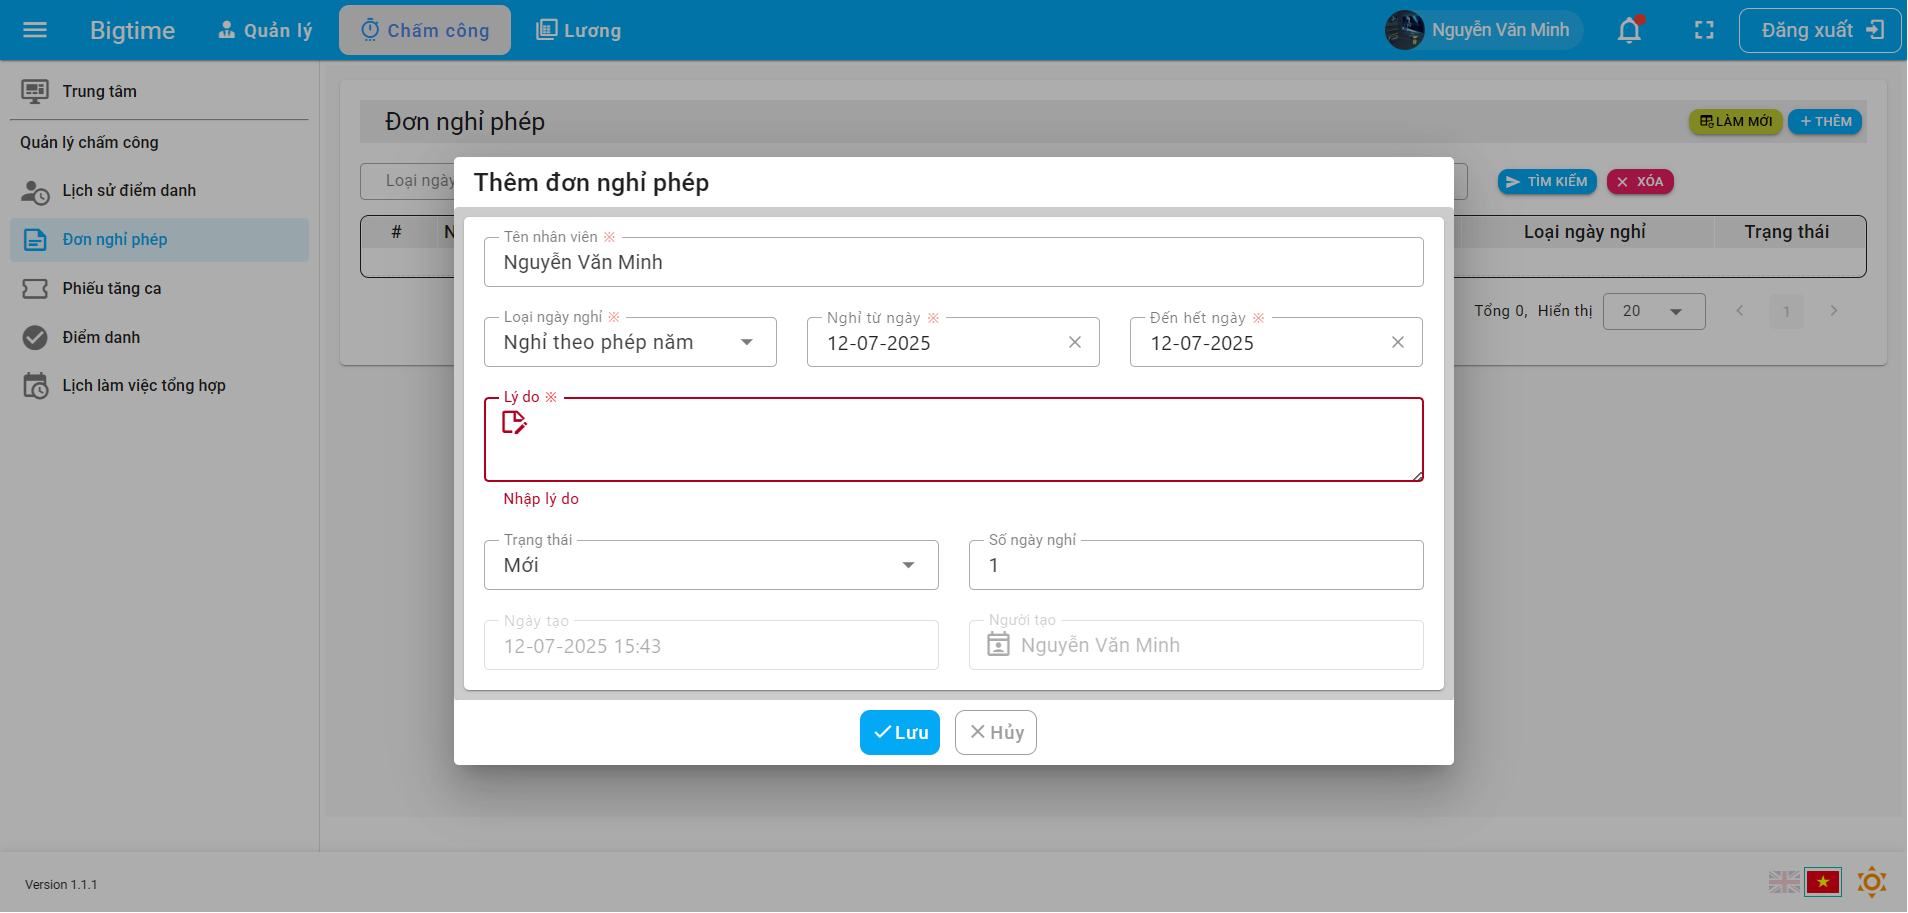 Bigtime
Quản lý
Chấm công
Lương
Nguyễn Văn Minh
Đăng xuất
Trung tâm
Quản lý chấm công
Lịch sử điểm danh
Đơn nghỉ phép
Phiếu tăng ca
Điểm danh
Lịch làm việc tổng hợp
Đơn nghỉ phép
LÀM MỚI
+ THÊM
Loại ngày
TÌM KIẾM
XÓA
#
N
Loại ngày nghỉ
Trạng thái
Tổng 0, Hiển thị
20
1
Thêm đơn nghỉ phép
Tên nhân viên ※
Nguyễn Văn Minh
Loại ngày nghỉ ※
Nghỉ theo phép năm
Nghỉ từ ngày ※
12-07-2025
Đến hết ngày ※
12-07-2025
Lý do ※
Nhập lý do
Trạng thái
Mới
Số ngày nghỉ
1
Ngày tạo
12-07-2025 15:43
Người tạo
Nguyễn Văn Minh
Lưu
Hủy
Version 1.1.1